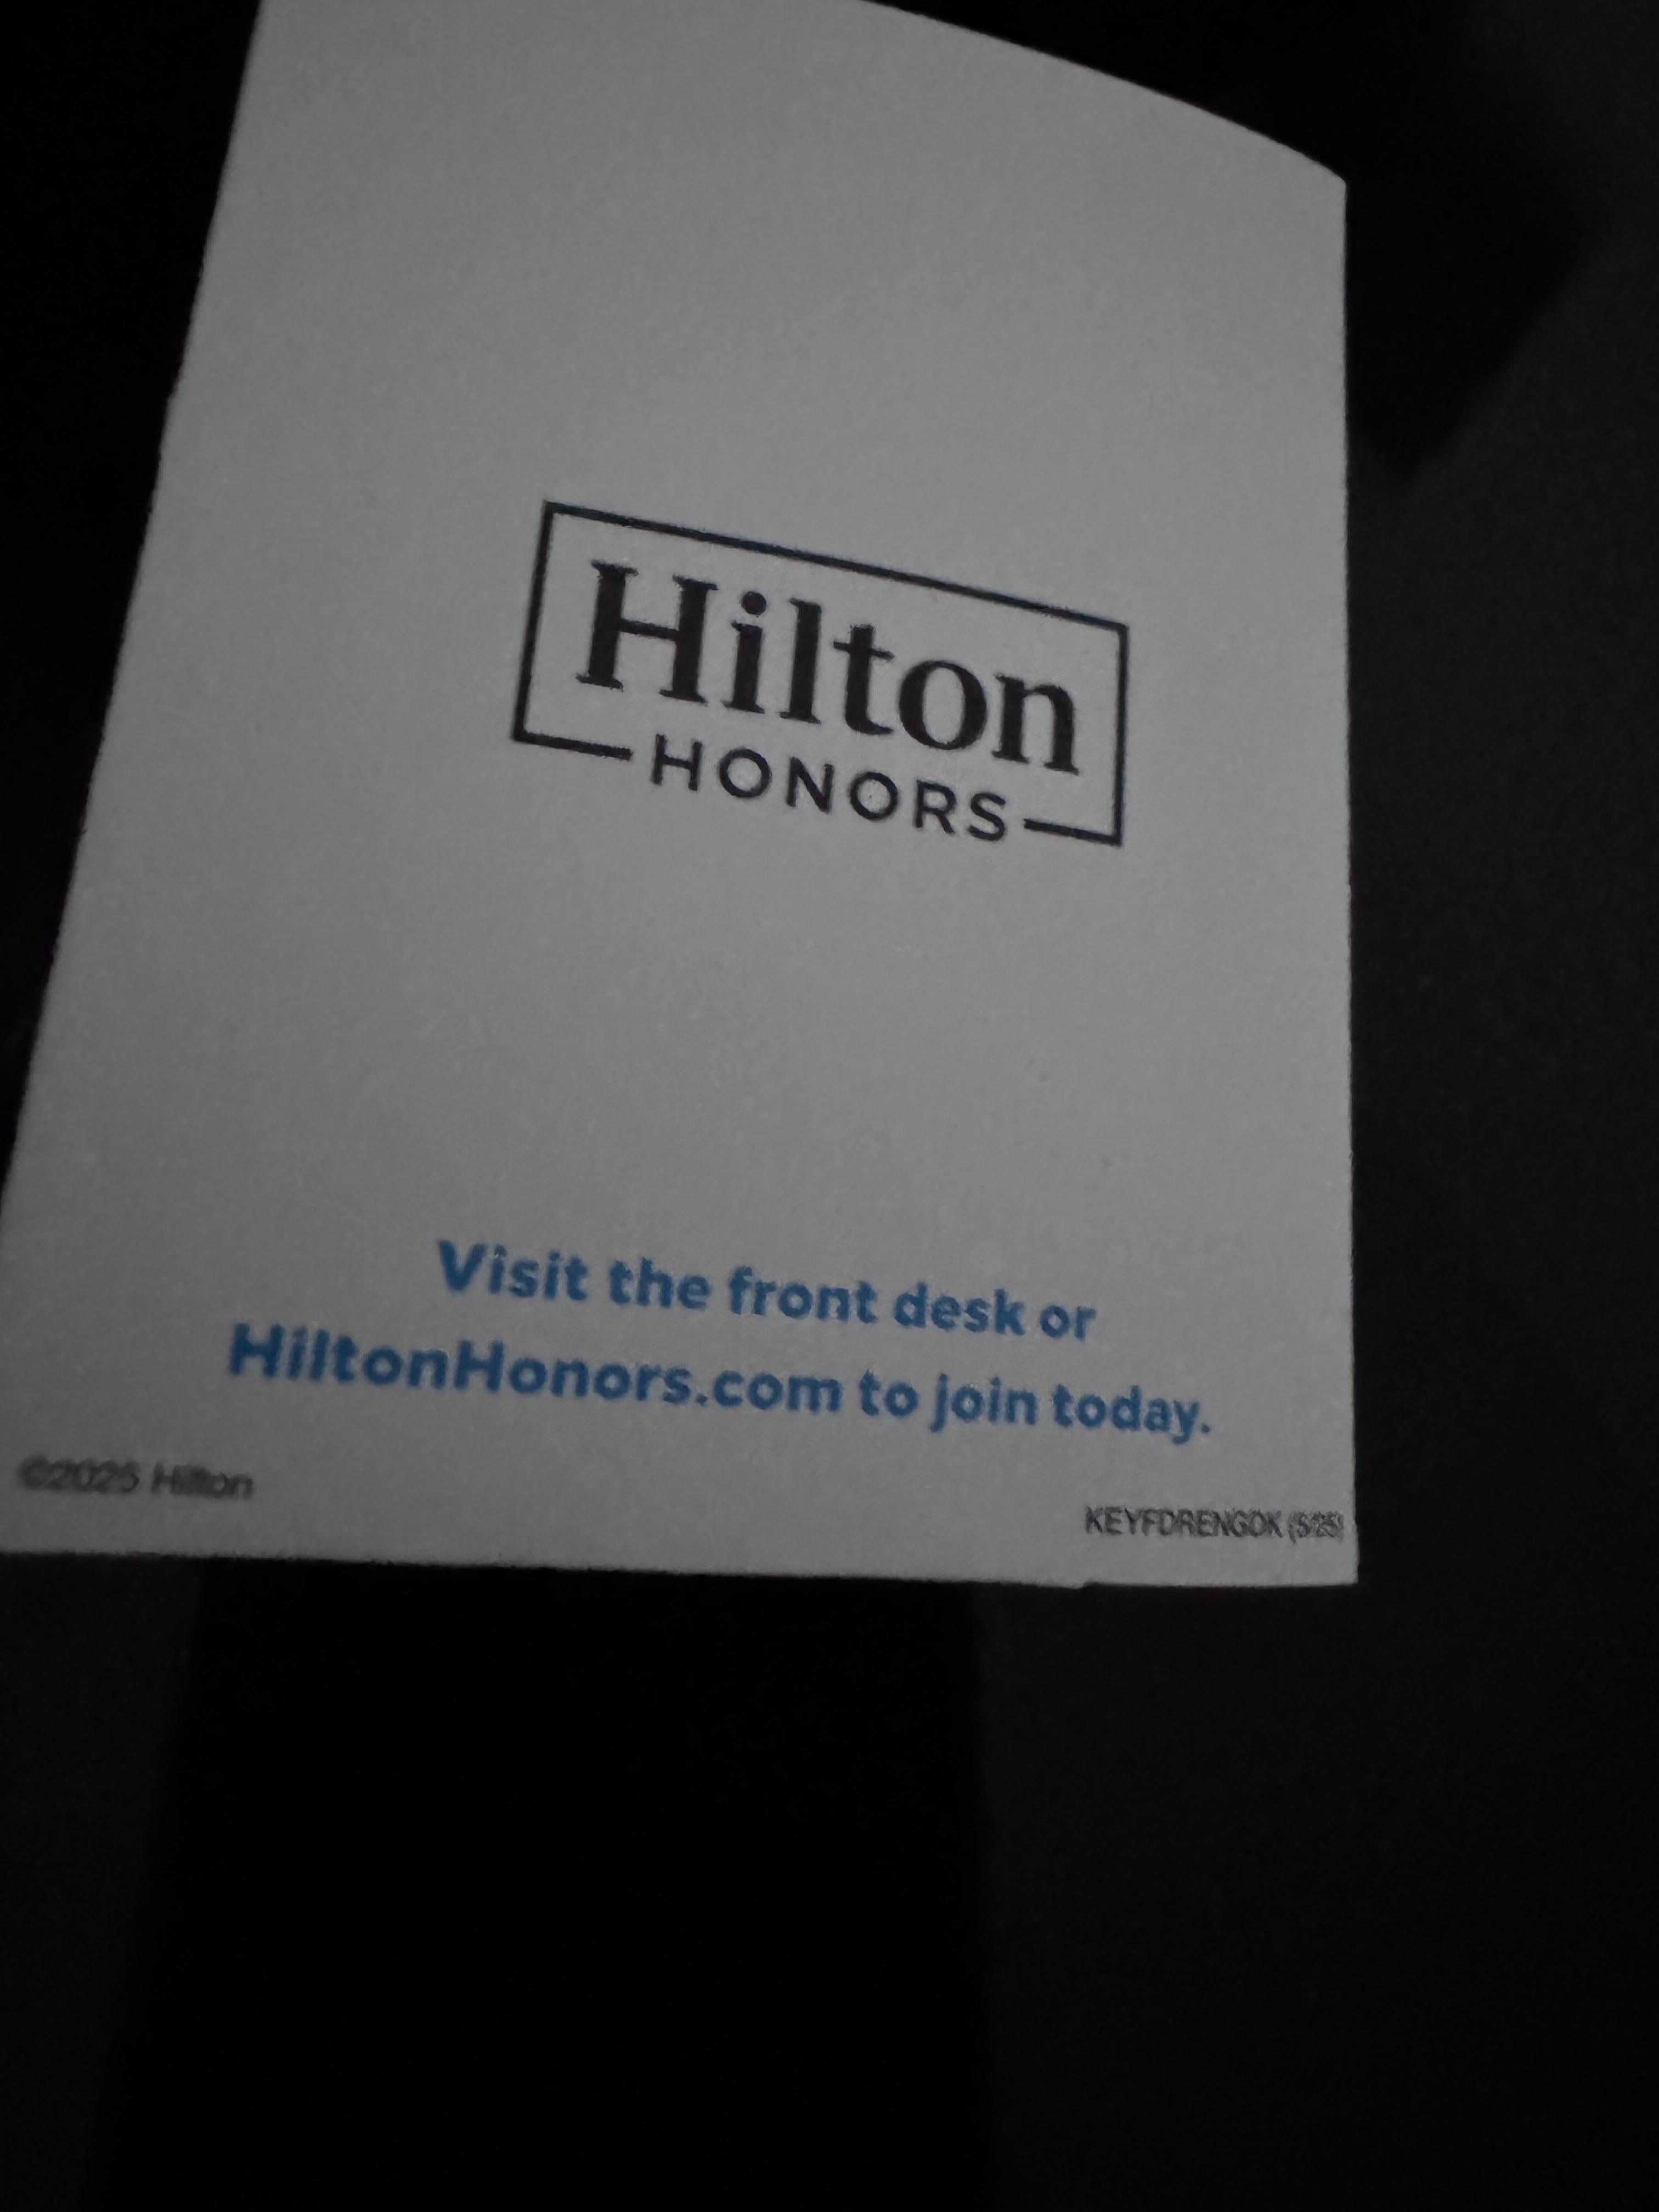 Hilton
HONORS
Visit the front desk or
HiltonHonors.com to join today.
©2025 Hilton
KEYFDRENGOK (5/25)